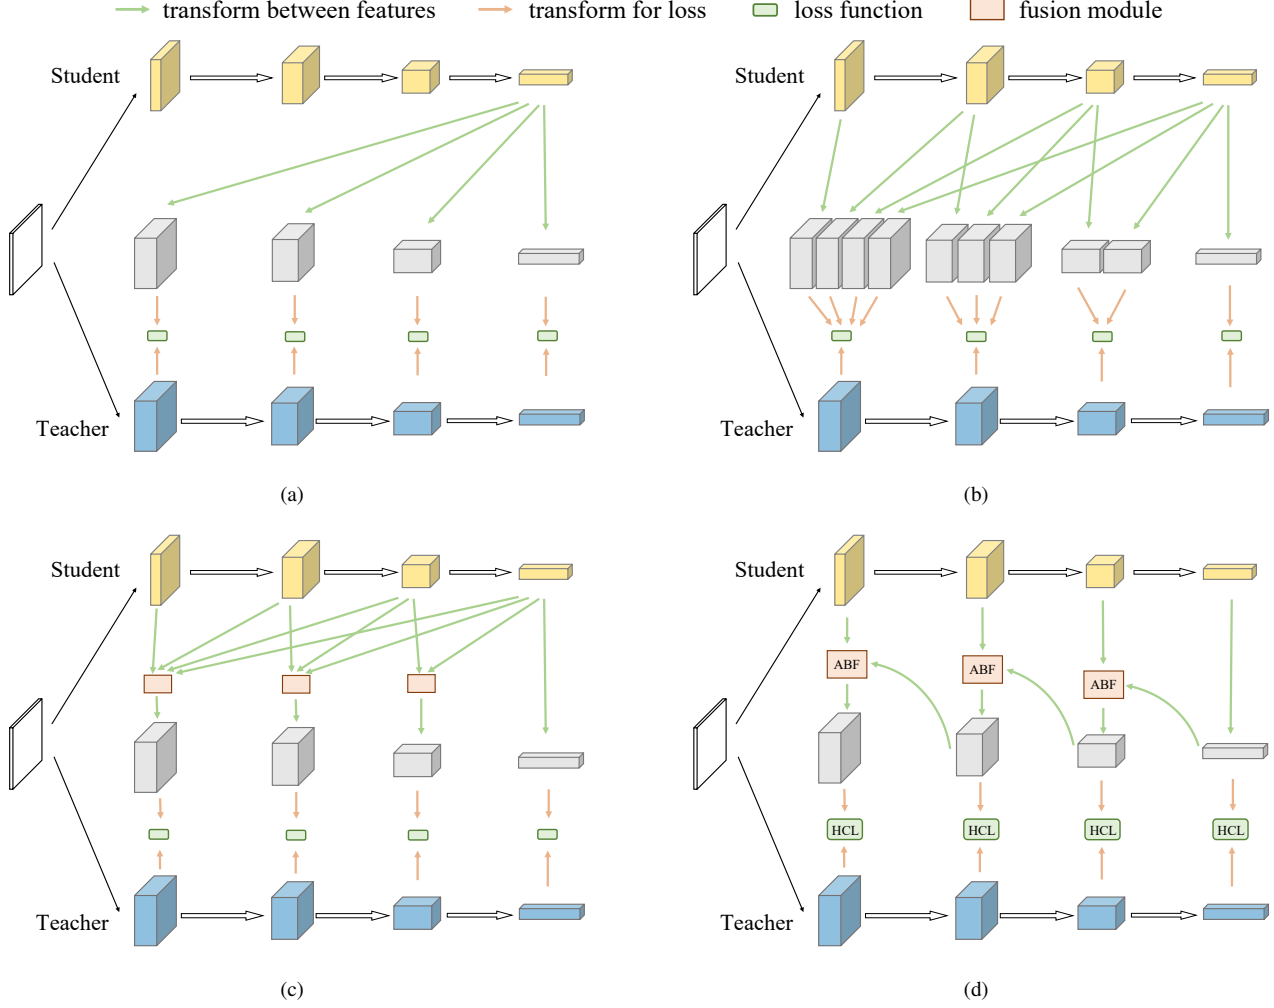 transform between features transform for loss loss function fusion module
Student Student
Teacher Teacher
(a) (b)
Student Student
ABF ABF ABF
HCL HCL HCL HCL
Teacher Teacher
(c) (d)